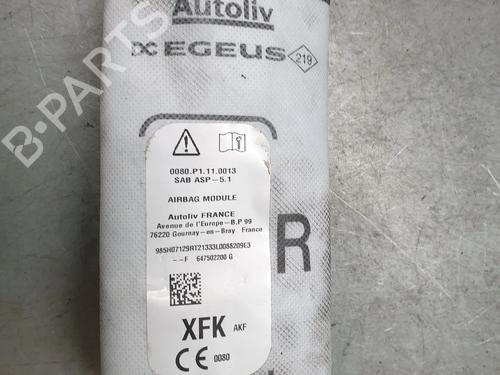 Autoliv
EGEUS
219
0080.P1.11.0013
SAB ASP-5.1
AIRBAG MODULE
Autoliv FRANCE
Avenue de l'Europe-B.P 99
76220 Gournay-en-Bray France
985H07129RT21333L0088209E3
--F 647502200 G
R
XFK AKF
CE 0080
B-PARTS